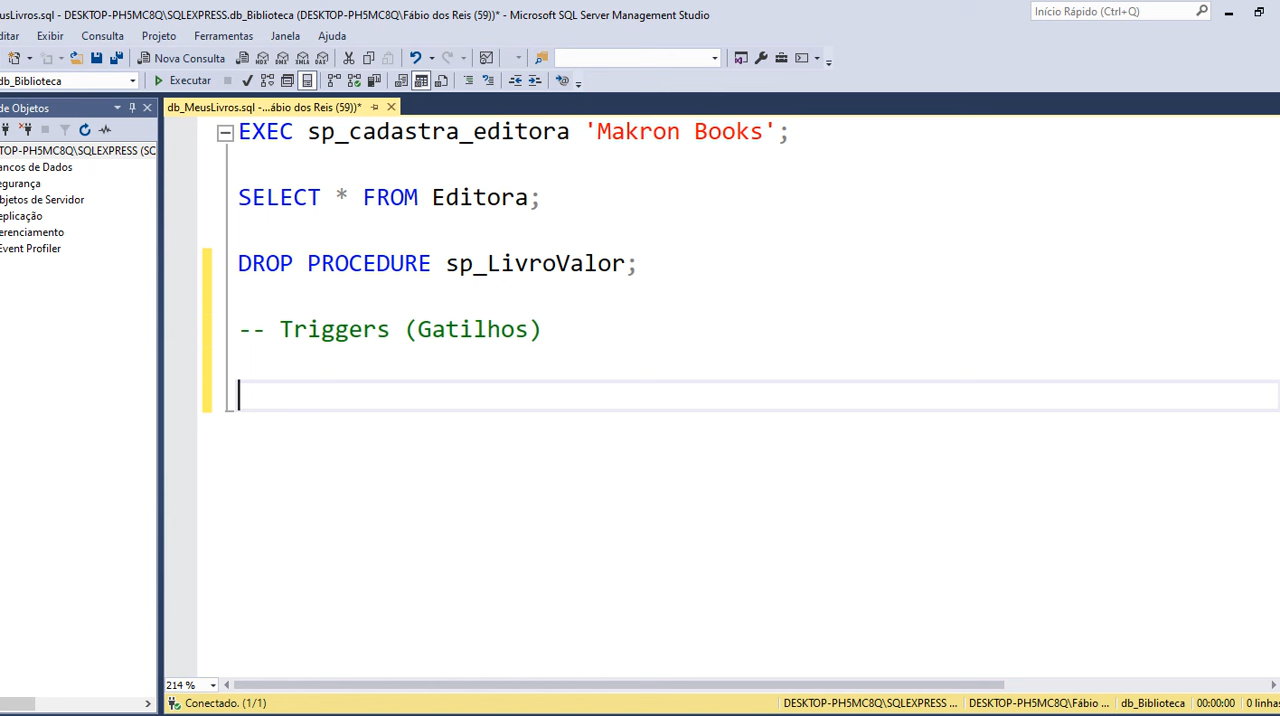 eusLivros.sql - DESKTOP-PH5MC8Q\SQLEXPRESS.db_Biblioteca (DESKTOP-PH5MC8Q\Fábio dos Reis (59))* - Microsoft SQL Server Management Studio
Início Rápido (Ctrl+Q)
ditar Exibir Consulta Projeto Ferramentas Janela Ajuda
Nova Consulta
db_Biblioteca Executar
de Objetos
db_MeusLivros.sql -...ábio dos Reis (59))*
TOP-PH5MC8Q\SQLEXPRESS (SC
ancos de Dados
egurança
bjetos de Servidor
eplicação
erenciamento
Event Profiler
EXEC sp_cadastra_editora 'Makron Books';
SELECT * FROM Editora;
DROP PROCEDURE sp_LivroValor;
-- Triggers (Gatilhos)
214 %
Conectado. (1/1) DESKTOP-PH5MC8Q\SQLEXPRESS ... DESKTOP-PH5MC8Q\Fábio ... db_Biblioteca 00:00:00 0 linhas